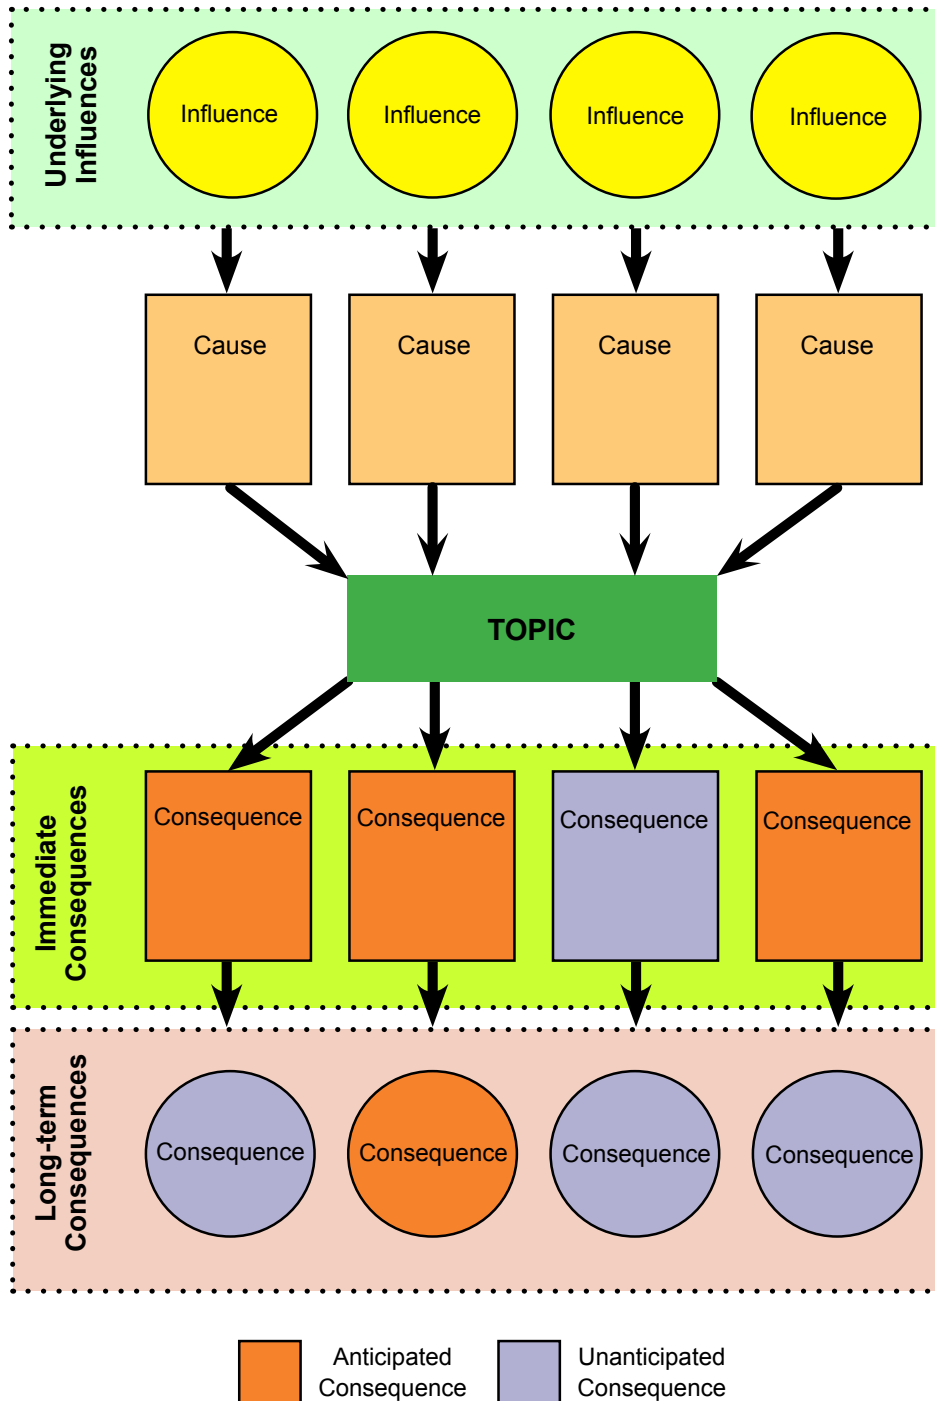 Underlying
Influences
Influence
Influence
Influence
Influence
Cause
Cause
Cause
Cause
TOPIC
Immediate
Consequences
Consequence
Consequence
Consequence
Consequence
Long-term
Consequences
Consequence
Consequence
Consequence
Consequence
Anticipated
Consequence
Unanticipated
Consequence